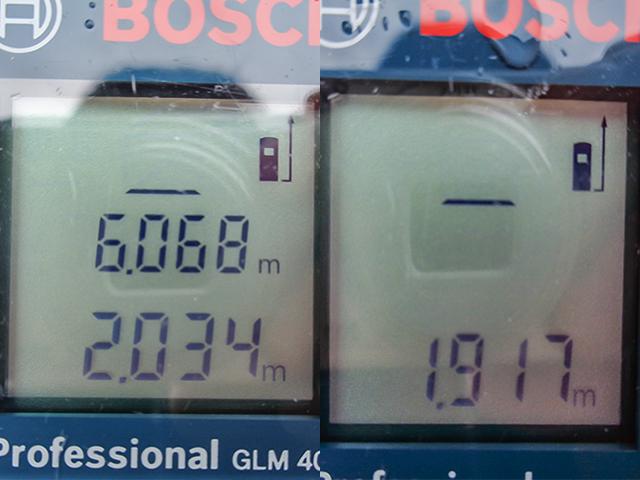 BOSCH
6.068 m
2.034 m
Professional GLM 40
BOSCH
1.917 m